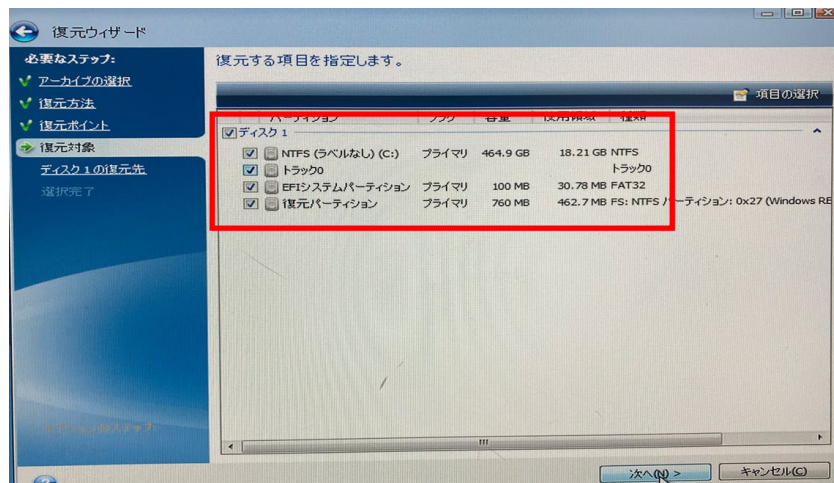 復元ウィザード
必要なステップ:
アーカイブの選択
復元方法
復元ポイント
復元対象
ディスク 1 の復元先
選択完了
復元する項目を指定します。
項目の選択
パーティション フラグ 容量 使用領域 種類
ディスク 1
NTFS (ラベルなし) (C:) プライマリ 464.9 GB 18.21 GB NTFS
トラック0 トラック0
EFIシステムパーティション プライマリ 100 MB 30.78 MB FAT32
復元パーティション プライマリ 760 MB 462.7 MB FS: NTFS パーティション: 0x27 (Windows RE
次へ(N) >
キャンセル(C)